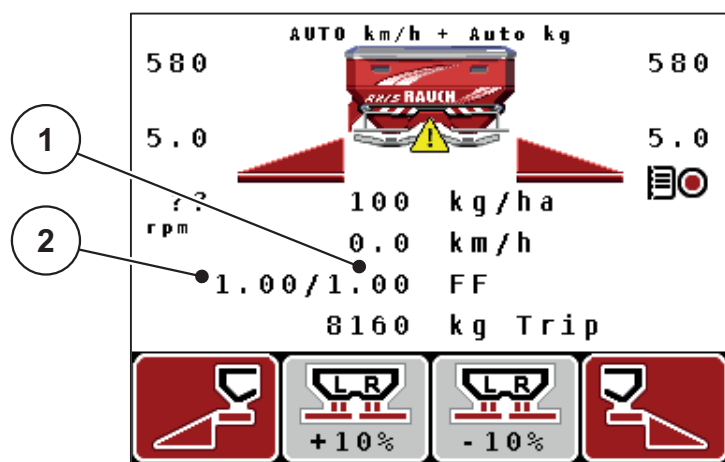 AUTO km/h + Auto kg
580 580
AXIS RAUCH
5.0 5.0
1
?? 100 kg/ha
rpm
2
0.0 km/h
1.00/1.00 FF
8160 kg Trip
L R L R
+10% -10%